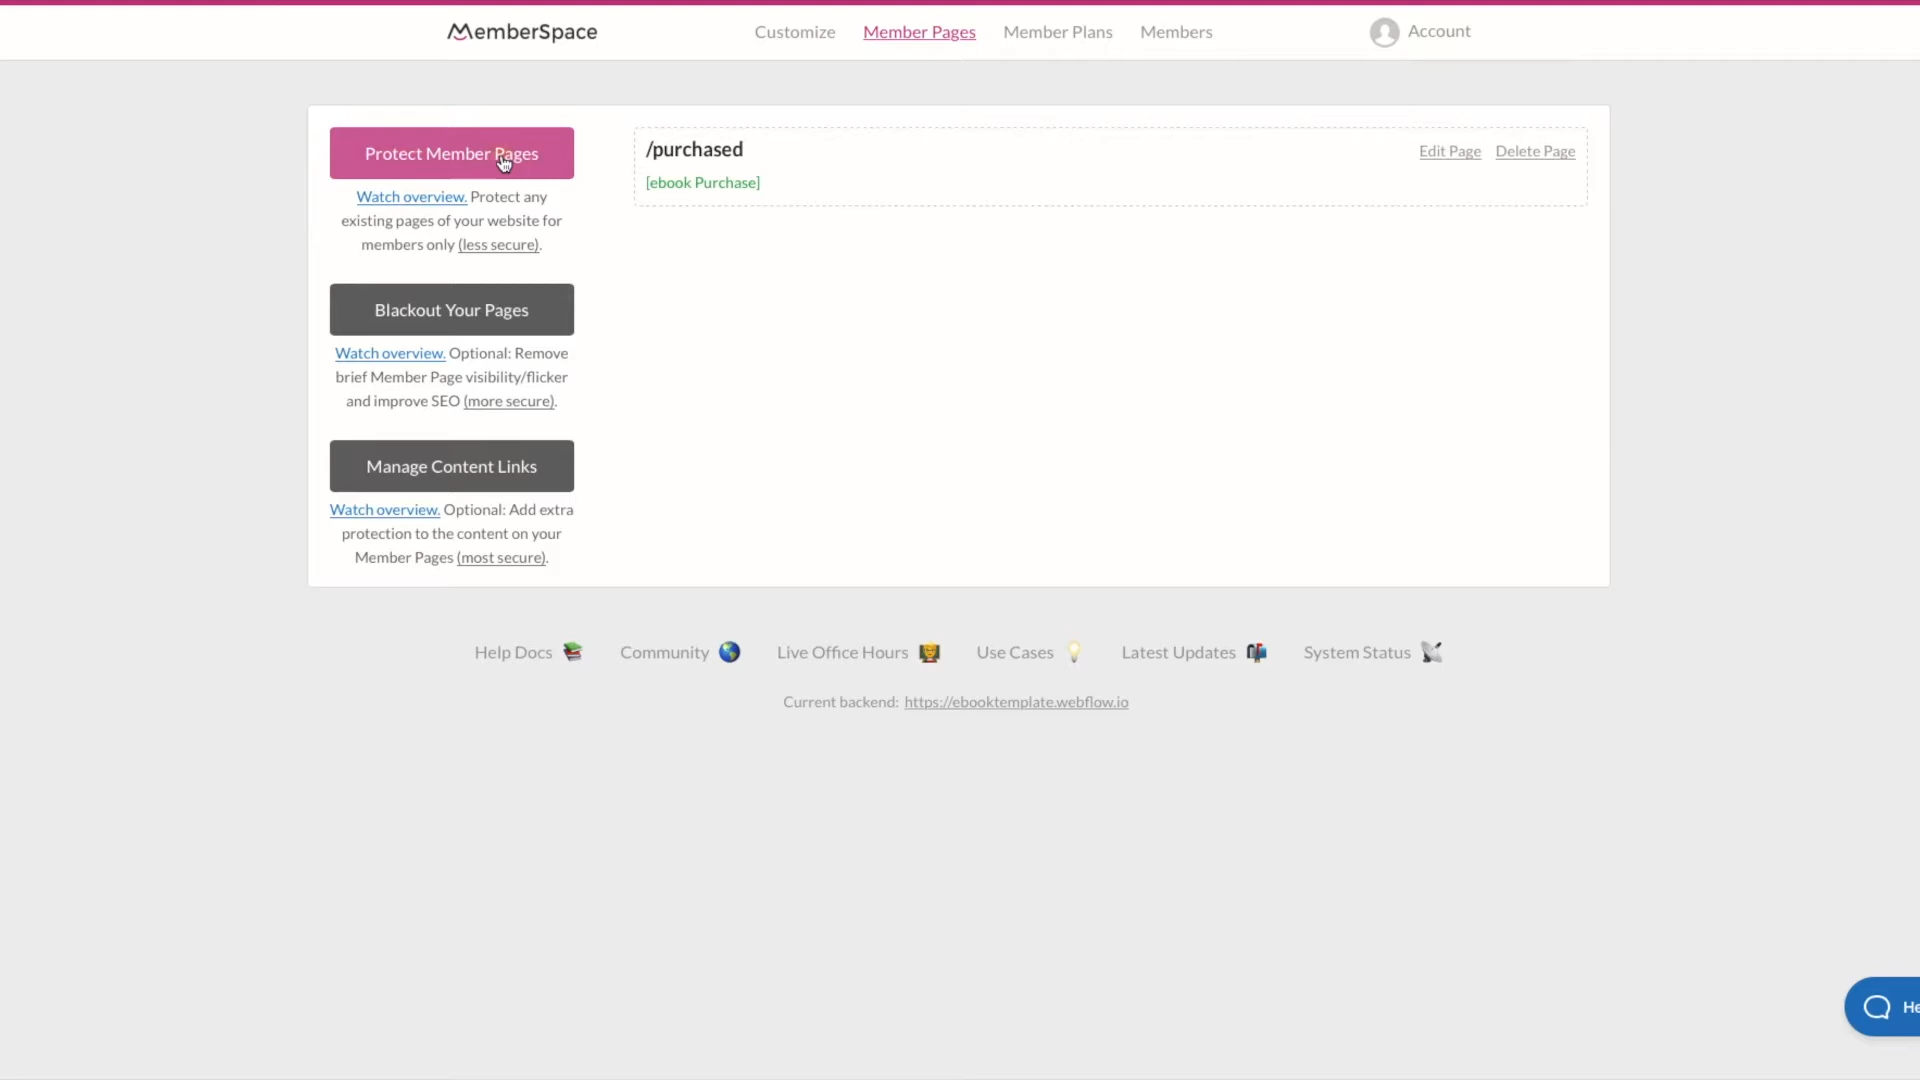 MemberSpace
Customize
Member Pages
Member Plans
Members
Account
Protect Member Pages
Watch overview. Protect any
existing pages of your website for
members only (less secure).
Blackout Your Pages
Watch overview. Optional: Remove
brief Member Page visibility/flicker
and improve SEO (more secure).
Manage Content Links
Watch overview. Optional: Add extra
protection to the content on your
Member Pages (most secure).
/purchased
Edit Page
Delete Page
[ebook Purchase]
Help Docs
Community
Live Office Hours
Use Cases
Latest Updates
System Status
Current backend: https://ebooktemplate.webflow.io